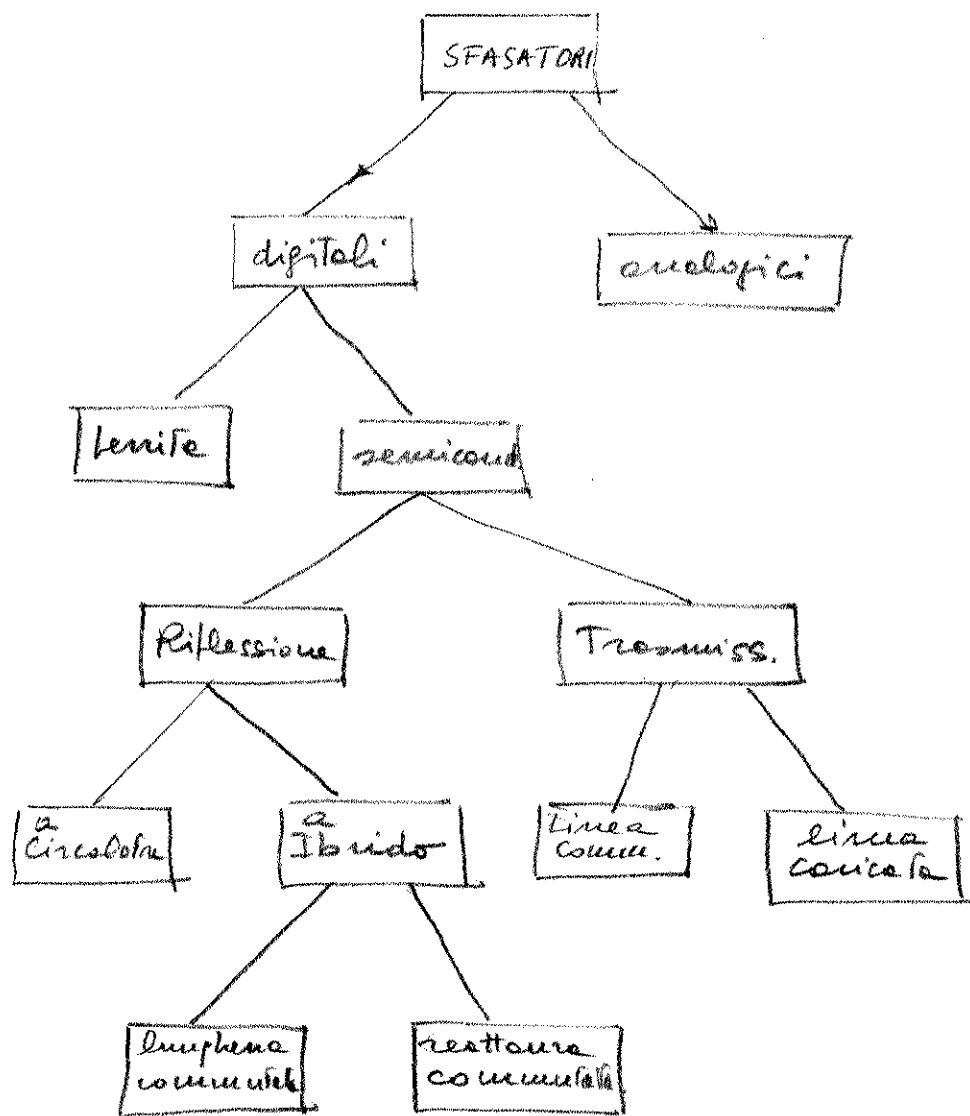 SFASATORI
digitali
analogici
ferrite
semicond.
Riflessione
Trasmiss.
a
Circolatore
a
Ibrido
Linea
comm.
linea
caricata
lunghezza
commutata
reattanza
commutata